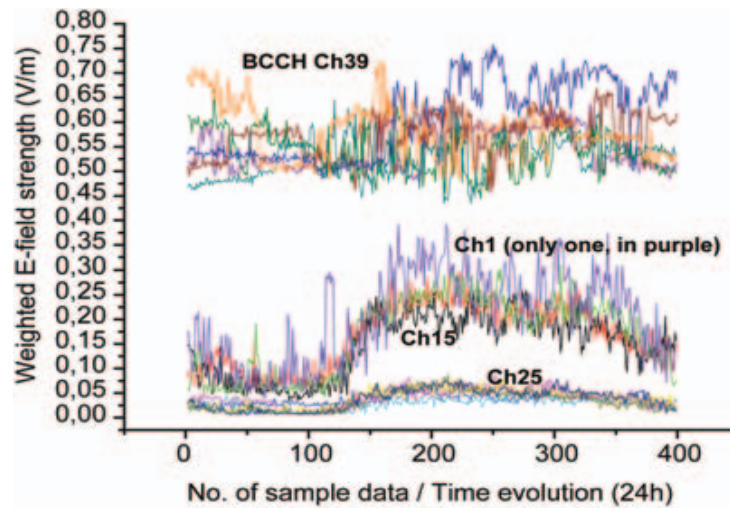 0,80
0,75
0,70
0,65
0,60
0,55
0,50
0,45
0,40
0,35
0,30
0,25
0,20
0,15
0,10
0,05
0,00
Weighted E-field strength (V/m)
BCCH Ch39
Ch1 (only one, in purple)
Ch15
Ch25
0 100 200 300 400
No. of sample data / Time evolution (24h)